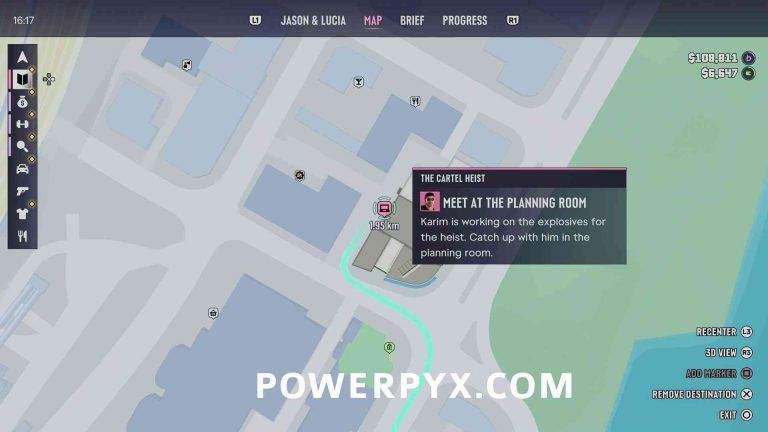 16:17
L1 JASON & LUCIA MAP BRIEF PROGRESS R1
$108,811
$6,647
THE CARTEL HEIST
MEET AT THE PLANNING ROOM
Karim is working on the explosives for
the heist. Catch up with him in the
planning room.
1.95 km
RECENTER L3
3D VIEW R3
ADD MARKER
REMOVE DESTINATION
EXIT
POWERPYX.COM